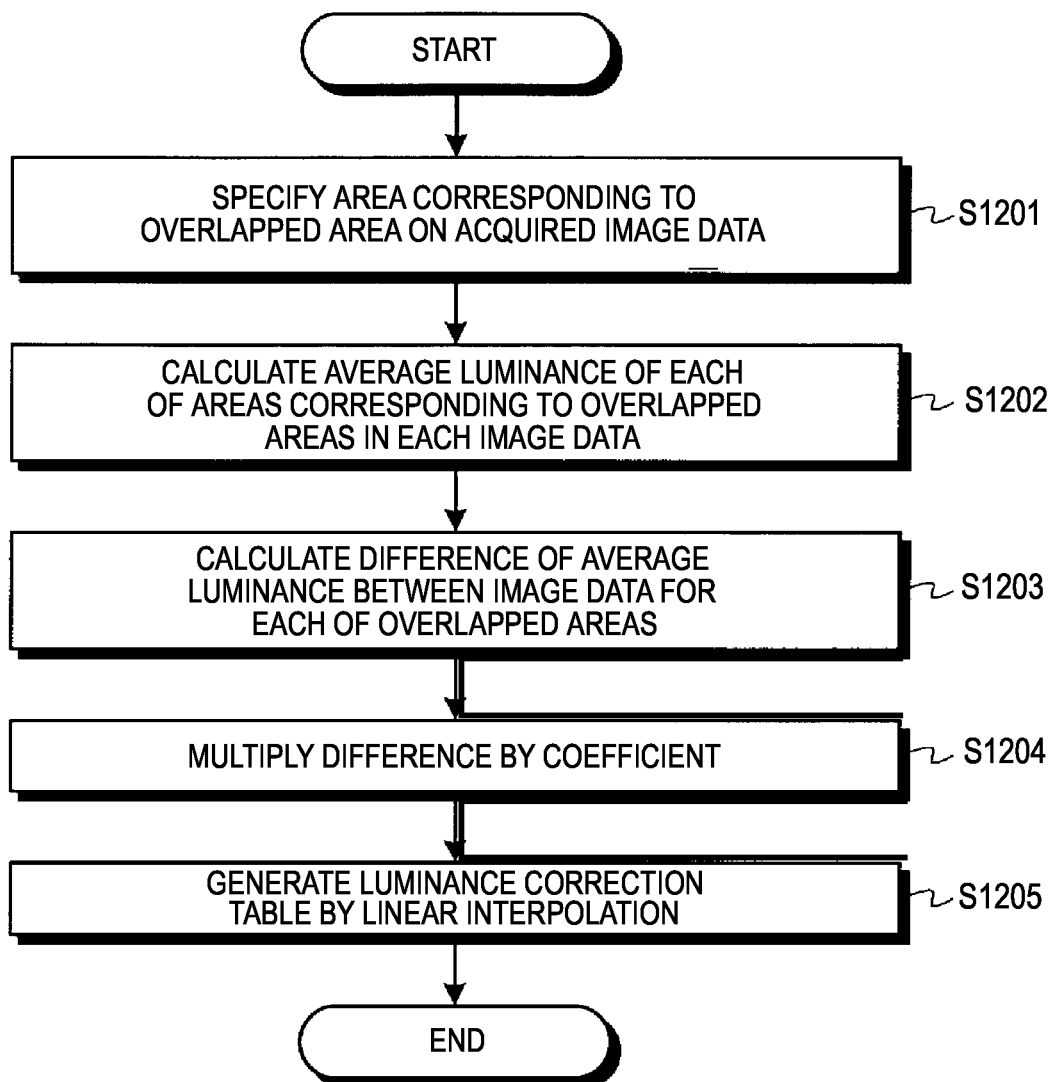 START
SPECIFY AREA CORRESPONDING TO
OVERLAPPED AREA ON ACQUIRED IMAGE DATA
S1201
CALCULATE AVERAGE LUMINANCE OF EACH
OF AREAS CORRESPONDING TO OVERLAPPED
AREAS IN EACH IMAGE DATA
S1202
CALCULATE DIFFERENCE OF AVERAGE
LUMINANCE BETWEEN IMAGE DATA FOR
EACH OF OVERLAPPED AREAS
S1203
MULTIPLY DIFFERENCE BY COEFFICIENT
S1204
GENERATE LUMINANCE CORRECTION
TABLE BY LINEAR INTERPOLATION
S1205
END